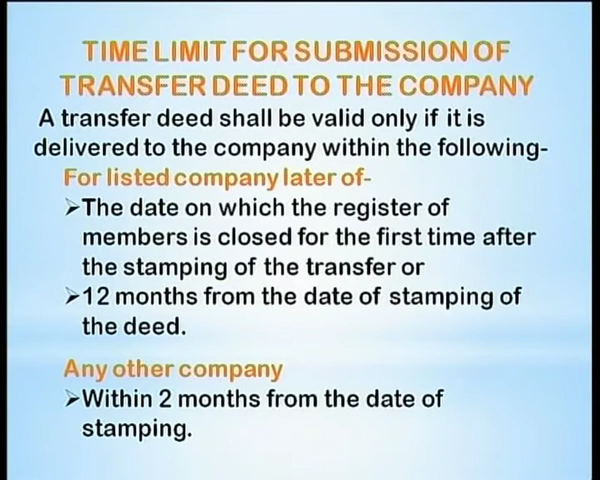 TIME LIMIT FOR SUBMISSION OF
TRANSFER DEED TO THE COMPANY
A transfer deed shall be valid only if it is
delivered to the company within the following-
For listed company later of-
➢The date on which the register of
members is closed for the first time after
the stamping of the transfer or
➢12 months from the date of stamping of
the deed.
Any other company
➢Within 2 months from the date of
stamping.